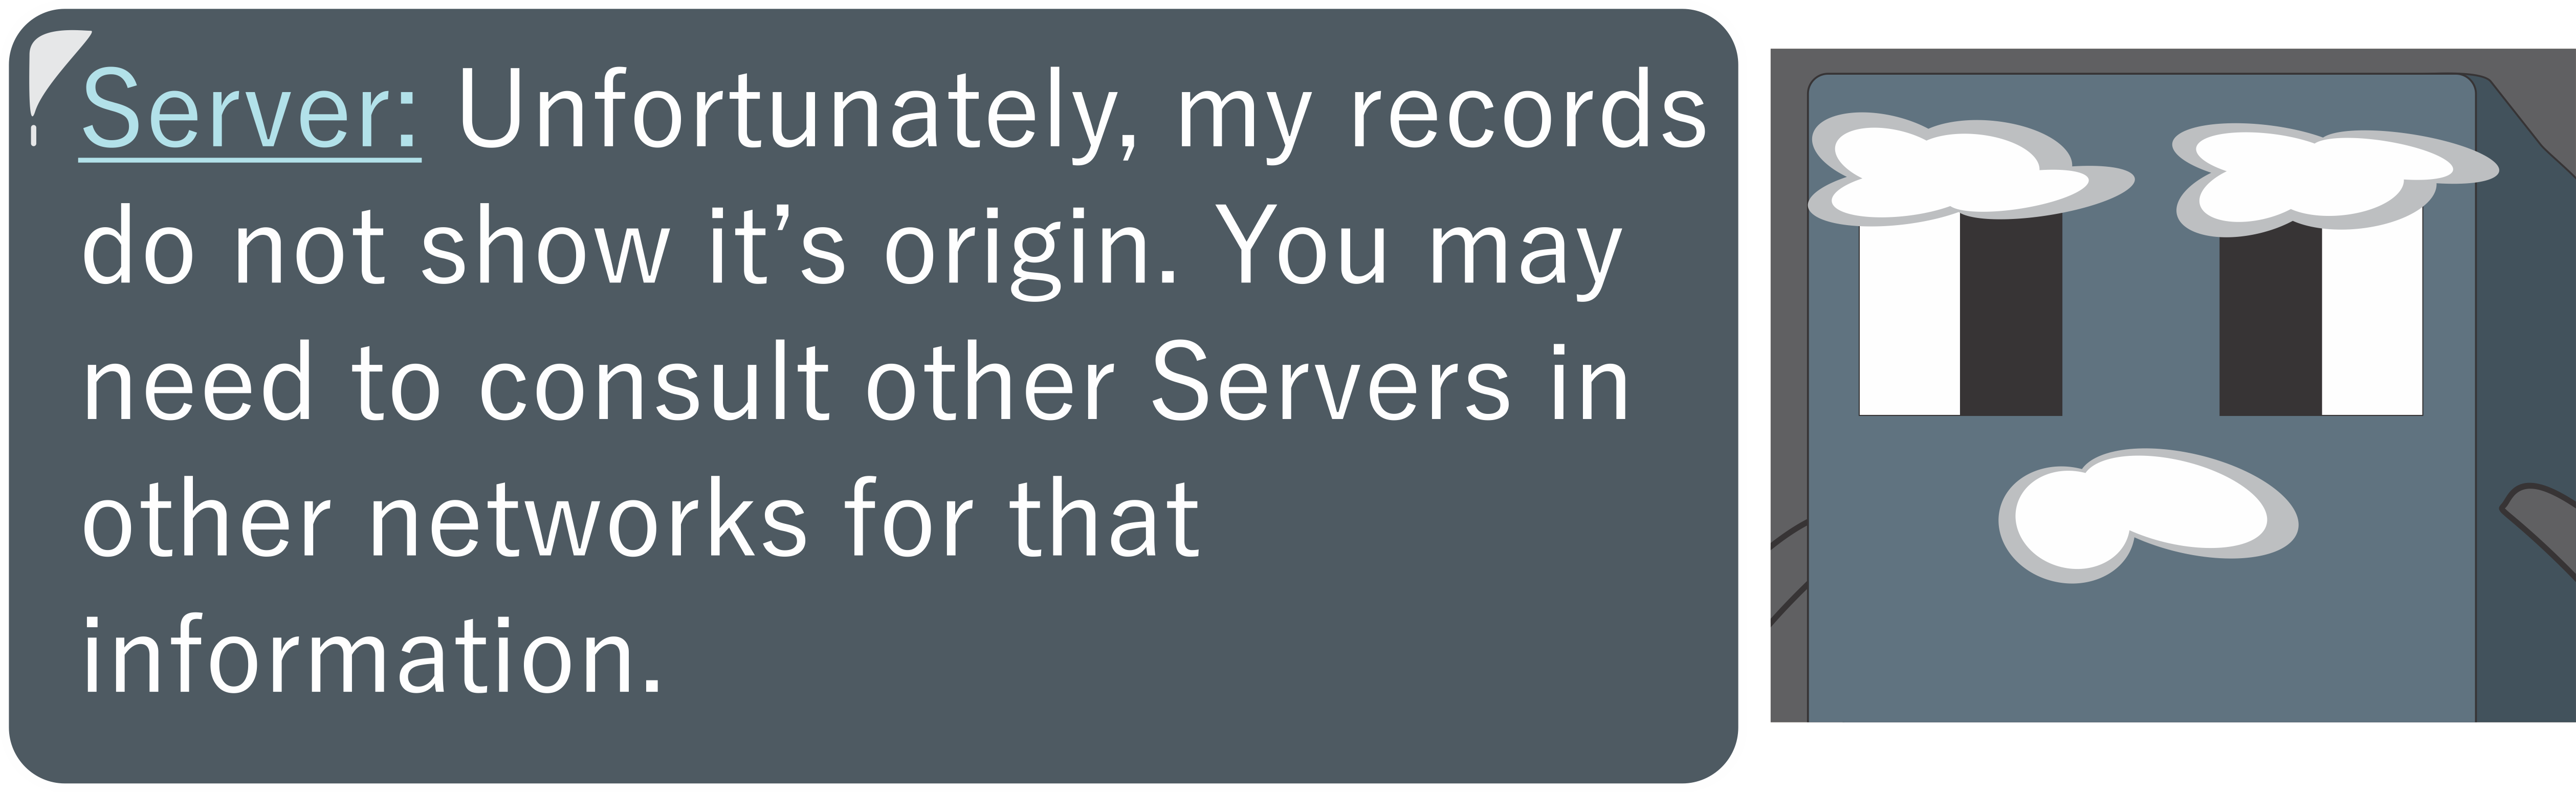 Server: Unfortunately, my records
do not show it’s origin. You may
need to consult other Servers in
other networks for that
information.